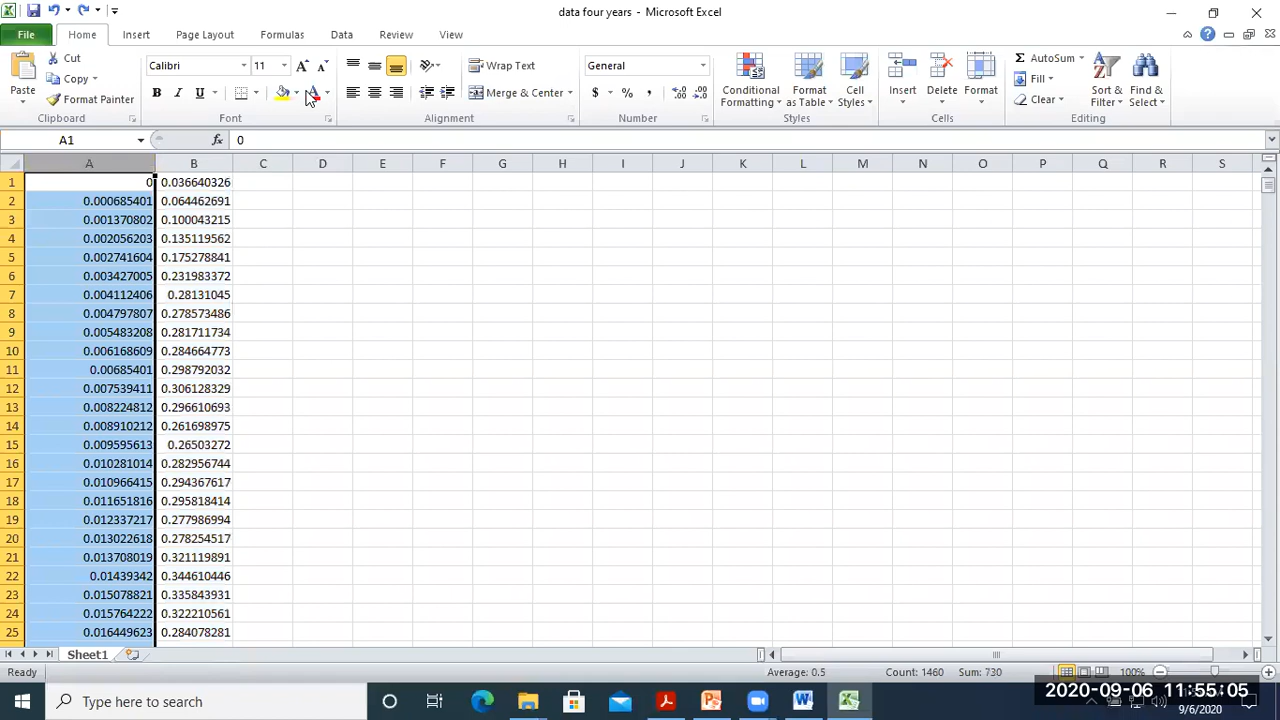 data four years - Microsoft Excel
File Home Insert Page Layout Formulas Data Review View
Cut
Copy
Format Painter
Paste
Clipboard
Calibri 11
B I U
Font
Wrap Text
Merge & Center
Alignment
General
$ % ,
Number
Conditional Formatting
Format as Table
Cell Styles
Styles
Insert Delete Format
Cells
AutoSum
Fill
Clear
Sort & Filter
Find & Select
Editing
A1 fx 0
A B C D E F G H I J K L M N O P Q R S
1 0 0.036640326
2 0.000685401 0.064462691
3 0.001370802 0.100043215
4 0.002056203 0.135119562
5 0.002741604 0.175278841
6 0.003427005 0.231983372
7 0.004112406 0.28131045
8 0.004797807 0.278573486
9 0.005483208 0.281711734
10 0.006168609 0.284664773
11 0.00685401 0.298792032
12 0.007539411 0.306128329
13 0.008224812 0.296610693
14 0.008910212 0.261698975
15 0.009595613 0.26503272
16 0.010281014 0.282956744
17 0.010966415 0.294367617
18 0.011651816 0.295818414
19 0.012337217 0.277986994
20 0.013022618 0.278254517
21 0.013708019 0.321119891
22 0.01439342 0.344610446
23 0.015078821 0.335843931
24 0.015764222 0.322210561
25 0.016449623 0.284078281
Sheet1
Ready Average: 0.5 Count: 1460 Sum: 730 100%
Type here to search
2020-09-06 11:55:05
9/6/2020